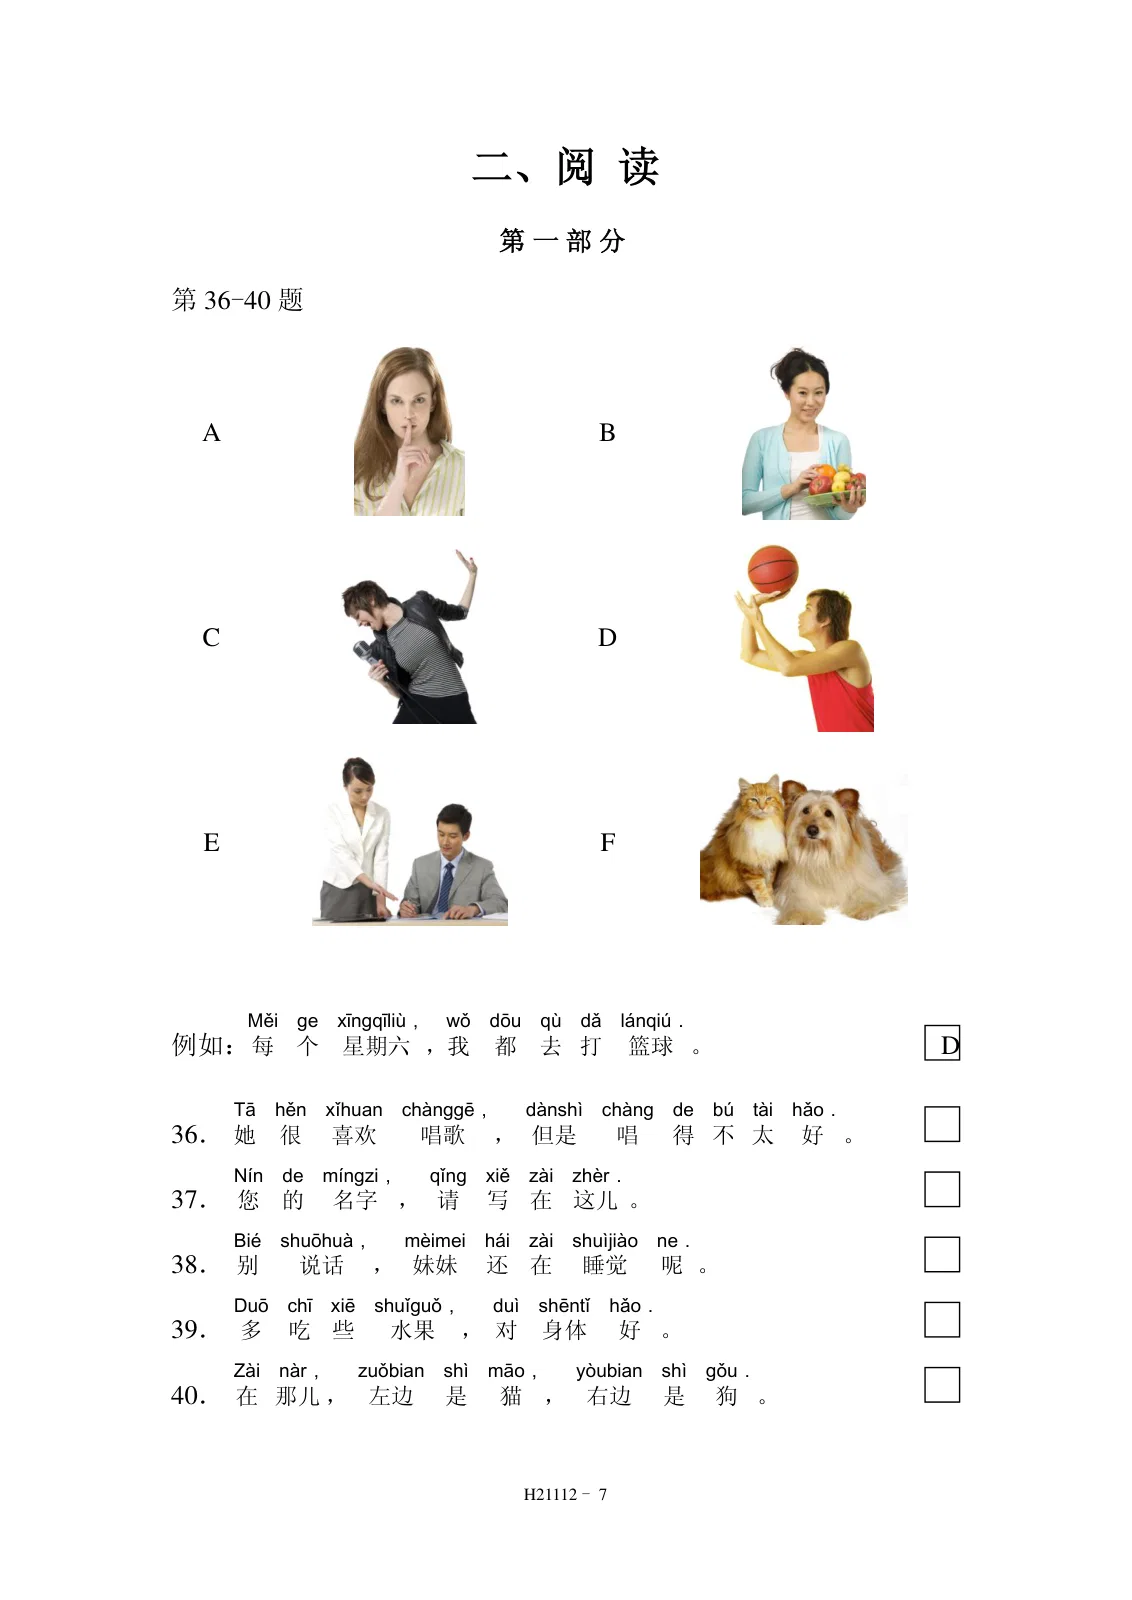 二、阅 读
第 一 部 分
第 36-40 题
A
B
C
D
E
F
Měi ge xīngqīliù, wǒ dōu qù dǎ lánqiú.
例如: 每 个 星期六 , 我 都 去 打 篮球 。
D
Tā hěn xǐhuan chànggē, dànshì chàng de bú tài hǎo.
36. 她 很 喜欢 唱歌 , 但是 唱 得 不 太 好 。
Nín de míngzi, qǐng xiě zài zhèr.
37. 您 的 名字 , 请 写 在 这儿 。
Bié shuōhuà, mèimei hái zài shuìjiào ne.
38. 别 说话 , 妹妹 还 在 睡觉 呢 。
Duō chī xiē shuǐguǒ, duì shēntǐ hǎo.
39. 多 吃 些 水果 , 对 身体 好 。
Zài nàr, zuǒbian shì māo, yòubian shì gǒu.
40. 在 那儿 , 左边 是 猫 , 右边 是 狗 。
H21112 - 7